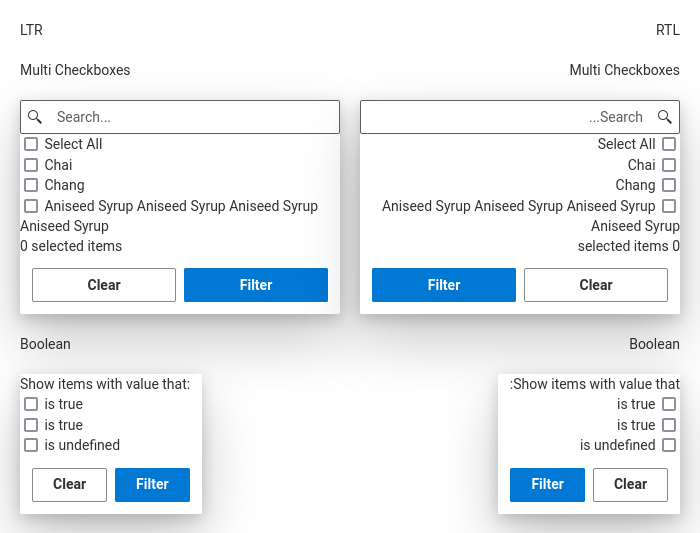 LTR
Multi Checkboxes
Search...
Select All
Chai
Chang
Aniseed Syrup Aniseed Syrup Aniseed Syrup
Aniseed Syrup
0 selected items
Clear Filter
Boolean
Show items with value that:
is true
is true
is undefined
Clear Filter
RTL
Multi Checkboxes
...Search
Select All
Chai
Chang
Aniseed Syrup Aniseed Syrup Aniseed Syrup
Aniseed Syrup
selected items 0
Filter Clear
Boolean
:Show items with value that
is true
is true
is undefined
Filter Clear